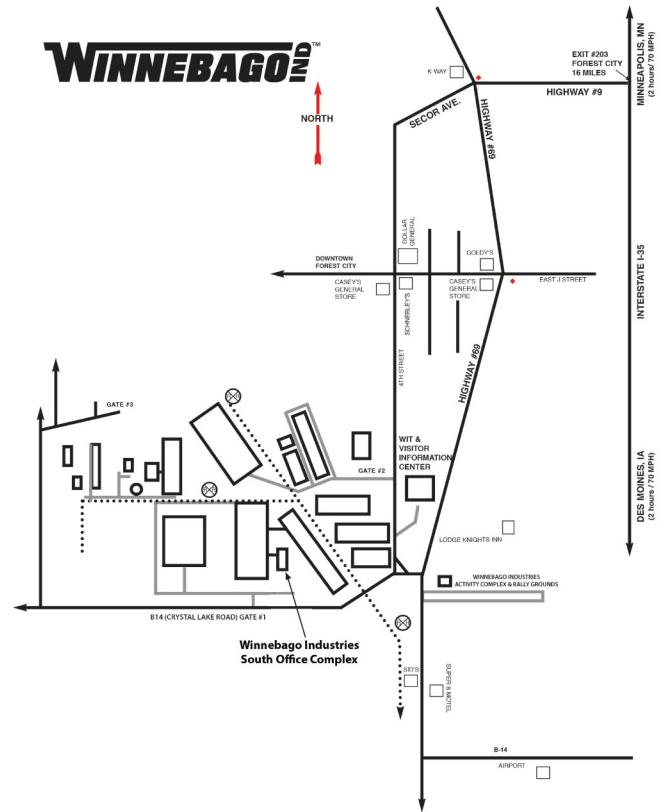 WINNEBAGO IND™
NORTH
K-WAY
EXIT #203
FOREST CITY
16 MILES
HIGHWAY #9
MINNEAPOLIS, MN
(2 hours/ 70 MPH)
SECOR AVE.
HIGHWAY #69
DOLLAR
GENERAL
GOLDY'S
DOWNTOWN
FOREST CITY
EAST J STREET
CASEY'S
GENERAL
STORE
SCHNEBLEY'S
CASEY'S
GENERAL
STORE
INTERSTATE I-35
4TH STREET
HIGHWAY #69
GATE #3
WIT &
VISITOR
INFORMATION
CENTER
GATE #2
DES MOINES, IA
(2 hours / 70 MPH)
LODGE KNIGHTS INN
WINNEBAGO INDUSTRIES
ACTIVITY COMPLEX & RALLY GROUNDS
B14 (CRYSTAL LAKE ROAD) GATE #1
Winnebago Industries
South Office Complex
SID'S
SUPER 8 MOTEL
B-14
AIRPORT